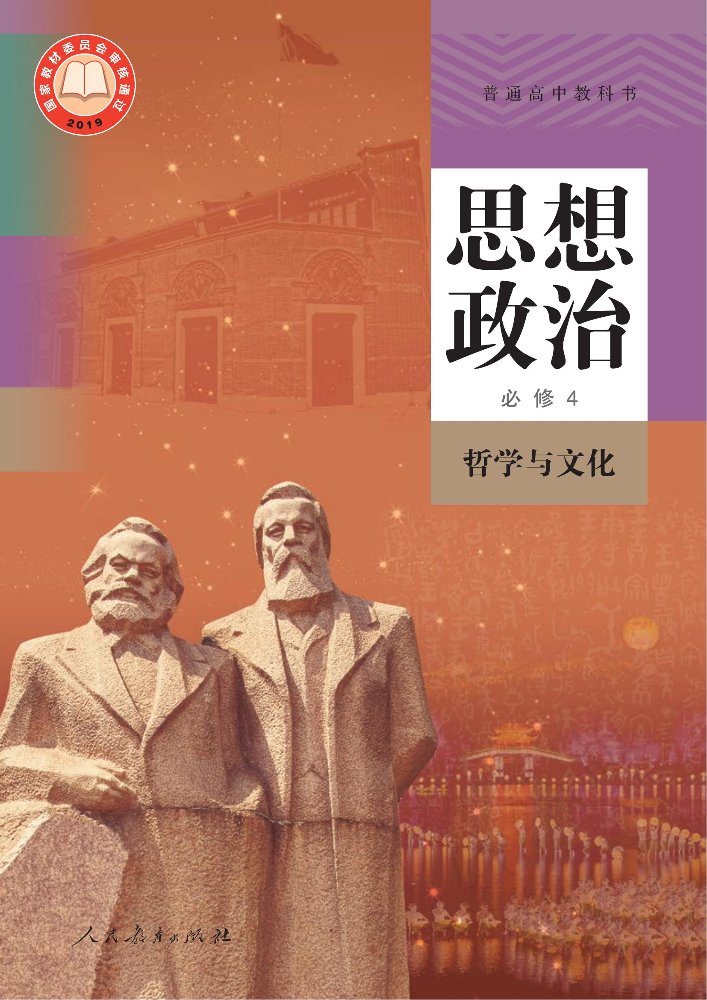 国家教材委员会审核通过
2019
普通高中教科书
思想
政治
必修4
哲学与文化
人民教育出版社